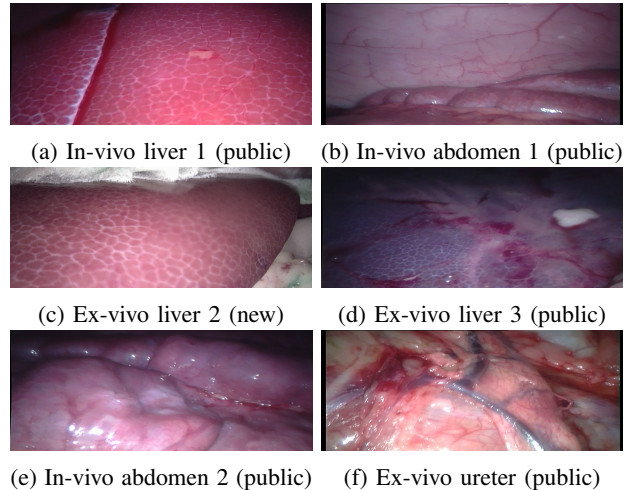 (a) In-vivo liver 1 (public)
(b) In-vivo abdomen 1 (public)
(c) Ex-vivo liver 2 (new)
(d) Ex-vivo liver 3 (public)
(e) In-vivo abdomen 2 (public)
(f) Ex-vivo ureter (public)